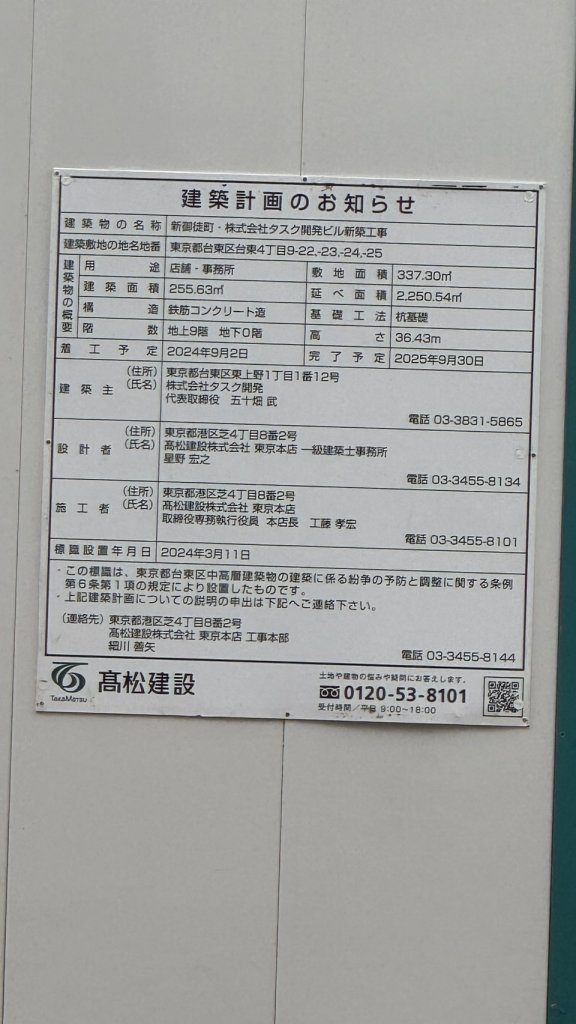 建築計画のお知らせ
建築物の名称 新御徒町・株式会社タスク開発ビル新築工事
建築敷地の地名地番 東京都台東区台東4丁目9-22,-23,-24,-25
建築物の概要
用途 店舗・事務所 敷地面積 337.30㎡
建築面積 255.63㎡ 延べ面積 2,250.54㎡
構造 鉄筋コンクリート造 基礎工法 杭基礎
階数 地上9階 地下0階 高さ 36.43m
着工予定 2024年9月2日 完了予定 2025年9月30日
建築主 (住所) 東京都台東区東上野1丁目1番12号
(氏名) 株式会社タスク開発
代表取締役 五十畑 武
電話 03-3831-5865
設計者 (住所) 東京都港区芝4丁目8番2号
(氏名) 髙松建設株式会社 東京本店 一級建築士事務所
星野 宏之
電話 03-3455-8134
施工者 (住所) 東京都港区芝4丁目8番2号
(氏名) 髙松建設株式会社 東京本店
取締役専務執行役員 本店長 工藤 孝宏
電話 03-3455-8101
標識設置年月日 2024年3月11日
・この標識は、東京都台東区中高層建築物の建築に係る紛争の予防と調整に関する条例
第6条第1項の規定により設置したものです。
・上記建築計画についての説明の申出は下記へご連絡下さい。
(連絡先) 東京都港区芝4丁目8番2号
髙松建設株式会社 東京本店 工事本部
細川 善矢
電話 03-3455-8144
TAKAMATSU
髙松建設
土地や建物の悩みや疑問にお答えします。
0120-53-8101
受付時間/平日 9:00~18:00